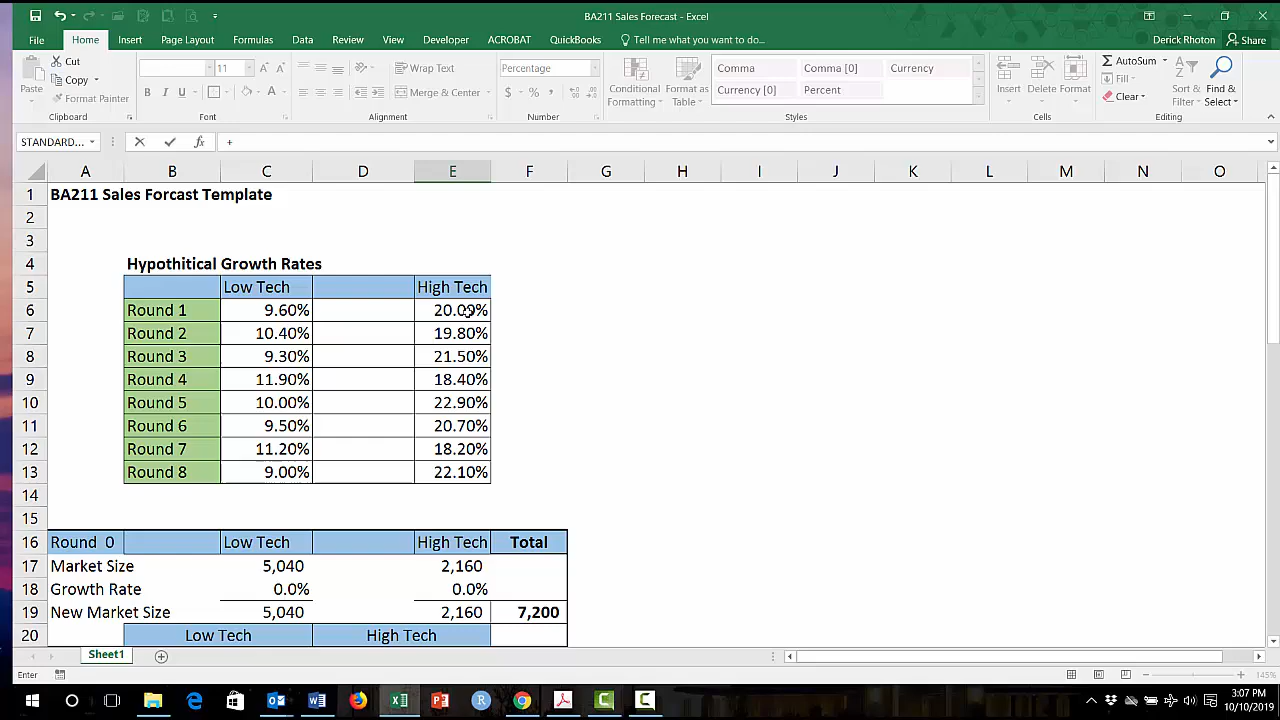 BA211 Sales Forecast - Excel
Derick Rhoton Share
File Home Insert Page Layout Formulas Data Review View Developer ACROBAT QuickBooks Tell me what you want to do...
Paste Cut Copy Format Painter Clipboard
11 B I U A Font
Wrap Text Merge & Center Alignment
Percentage $ % Number
Conditional Formatting Format as Table Comma Comma [0] Currency Currency [0] Percent Styles
Insert Delete Format Cells
AutoSum Fill Clear Sort & Filter Find & Select Editing
STANDARD... fx +
A B C D E F G H I J K L M N O
1 BA211 Sales Forcast Template
2
3
4 Hypothitical Growth Rates
5 Low Tech High Tech
6 Round 1 9.60% 20.00%
7 Round 2 10.40% 19.80%
8 Round 3 9.30% 21.50%
9 Round 4 11.90% 18.40%
10 Round 5 10.00% 22.90%
11 Round 6 9.50% 20.70%
12 Round 7 11.20% 18.20%
13 Round 8 9.00% 22.10%
14
15
16 Round 0 Low Tech High Tech Total
17 Market Size 5,040 2,160
18 Growth Rate 0.0% 0.0%
19 New Market Size 5,040 2,160 7,200
20 Low Tech High Tech
Sheet1
Enter 145%
3:07 PM
10/10/2019